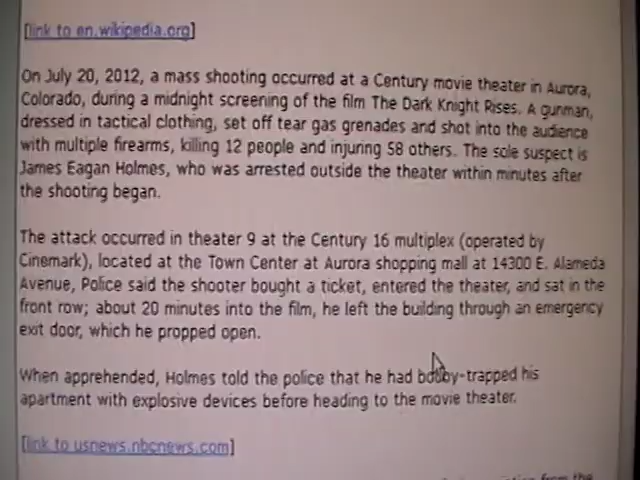 [link to en.wikipedia.org]
On July 20, 2012, a mass shooting occurred at a Century movie theater in Aurora,
Colorado, during a midnight screening of the film The Dark Knight Rises. A gunman,
dressed in tactical clothing, set off tear gas grenades and shot into the audience
with multiple firearms, killing 12 people and injuring 58 others. The sole suspect is
James Eagan Holmes, who was arrested outside the theater within minutes after
the shooting began.
The attack occurred in theater 9 at the Century 16 multiplex (operated by
Cinemark), located at the Town Center at Aurora shopping mall at 14300 E. Alameda
Avenue, Police said the shooter bought a ticket, entered the theater, and sat in the
front row; about 20 minutes into the film, he left the building through an emergency
exit door, which he propped open.
When apprehended, Holmes told the police that he had booby-trapped his
apartment with explosive devices before heading to the movie theater.
[link to usnews.nbcnews.com]
from the